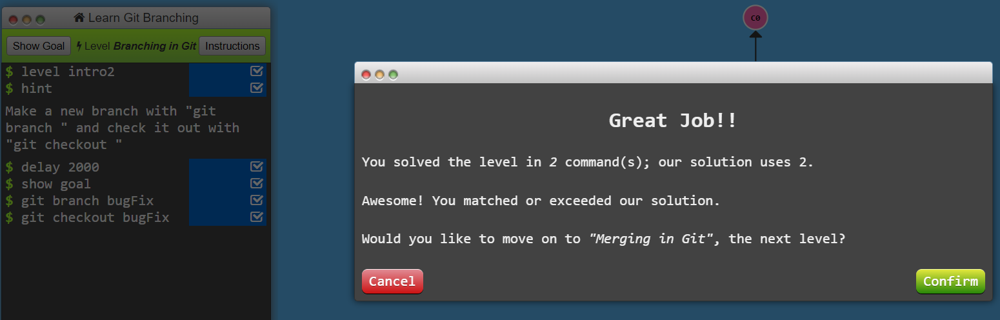 Learn Git Branching
Show Goal
Level Branching in Git
Instructions
$ level intro2
$ hint
Make a new branch with "git
branch " and check it out with
"git checkout "
$ delay 2000
$ show goal
$ git branch bugFix
$ git checkout bugFix
C0
Great Job!!
You solved the level in 2 command(s); our solution uses 2.
Awesome! You matched or exceeded our solution.
Would you like to move on to "Merging in Git", the next level?
Cancel
Confirm